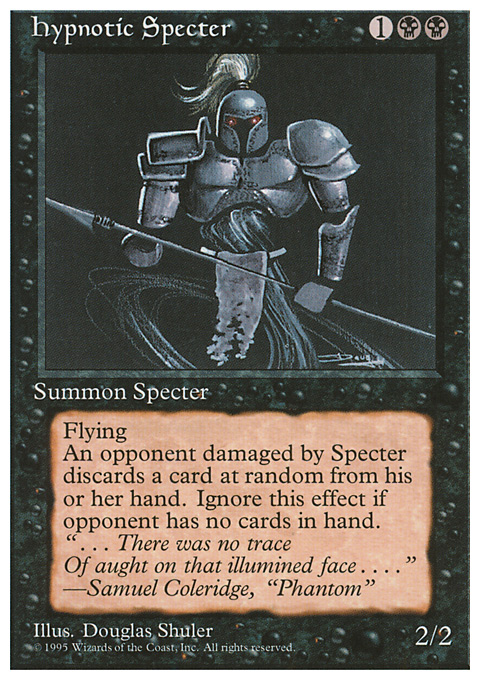 Hypnotic Specter 1
Summon Specter
Flying
An opponent damaged by Specter
discards a card at random from his
or her hand. Ignore this effect if
opponent has no cards in hand.
“ . . . There was no trace
Of aught on that illumined face . . . .”
—Samuel Coleridge, “Phantom”
Illus. Douglas Shuler
© 1995 Wizards of the Coast, Inc. All rights reserved.
2/2